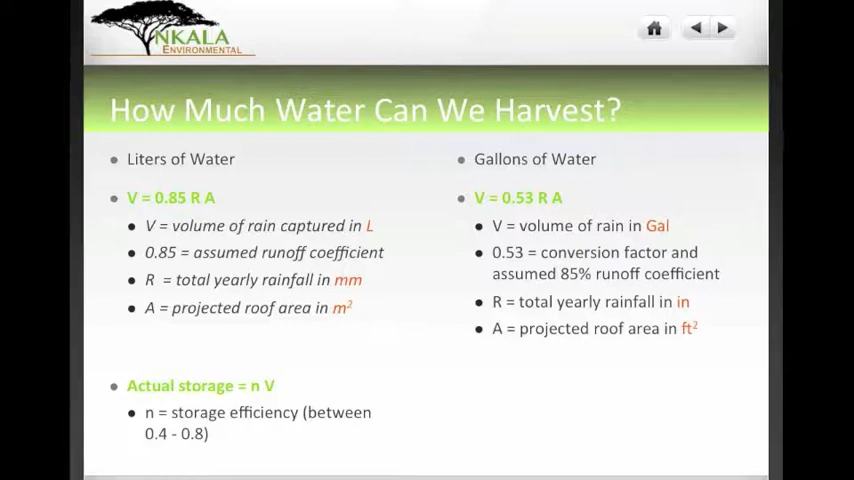 NKALA
ENVIRONMENTAL
How Much Water Can We Harvest?
• Liters of Water
• V = 0.85 R A
• V = volume of rain captured in L
• 0.85 = assumed runoff coefficient
• R = total yearly rainfall in mm
• A = projected roof area in m²
• Actual storage = n V
• n = storage efficiency (between
0.4 - 0.8)
• Gallons of Water
• V = 0.53 R A
• V = volume of rain in Gal
• 0.53 = conversion factor and
assumed 85% runoff coefficient
• R = total yearly rainfall in in
• A = projected roof area in ft²